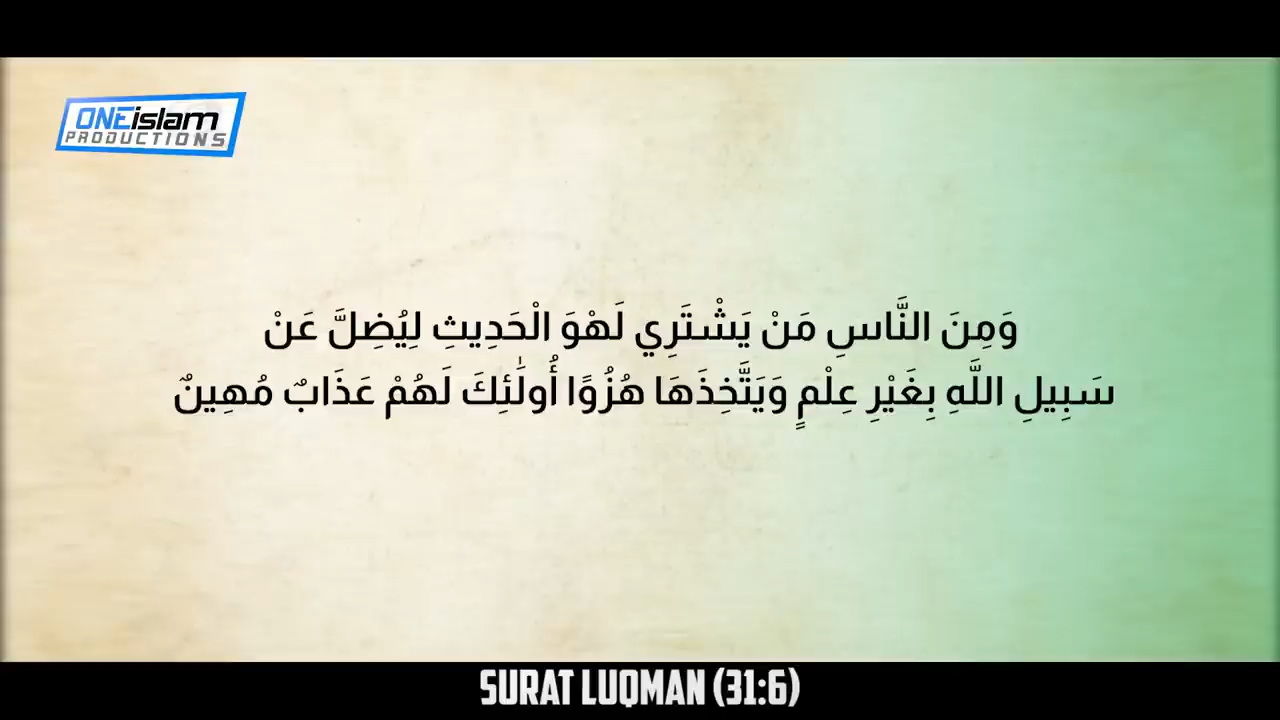 ONEislam
PRODUCTIONS
وَمِنَ النَّاسِ مَنْ يَشْتَرِي لَهْوَ الْحَدِيثِ لِيُضِلَّ عَنْ
سَبِيلِ اللَّهِ بِغَيْرِ عِلْمٍ وَيَتَّخِذَهَا هُزُوًا أُولَٰئِكَ لَهُمْ عَذَابٌ مُهِينٌ
SURAT LUQMAN (31:6)